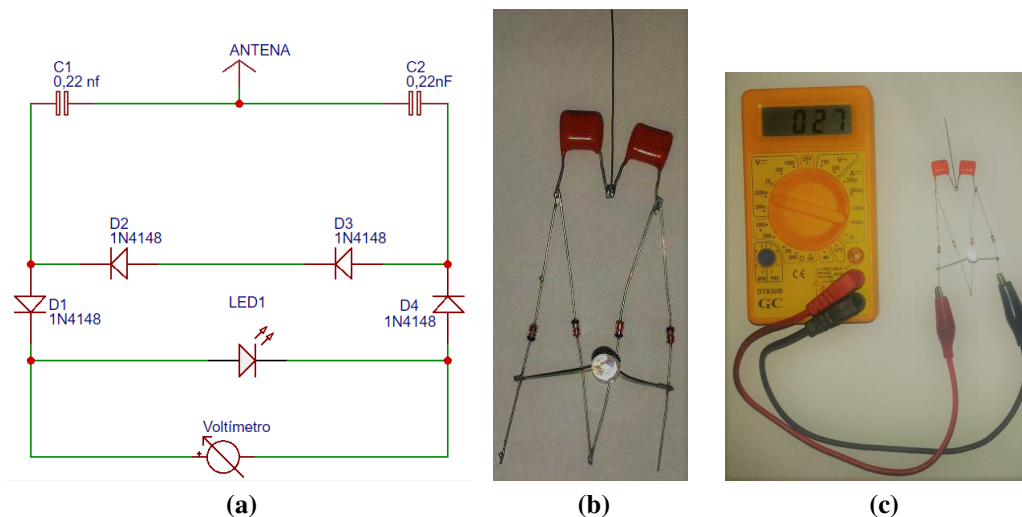 ANTENA
C1
0,22 nf
C2
0,22nF
D2
1N4148
D3
1N4148
D1
1N4148
LED1
D4
1N4148
Voltímetro
+
(a)
(b)
027
OFF
CE
DT830B
GC
(c)